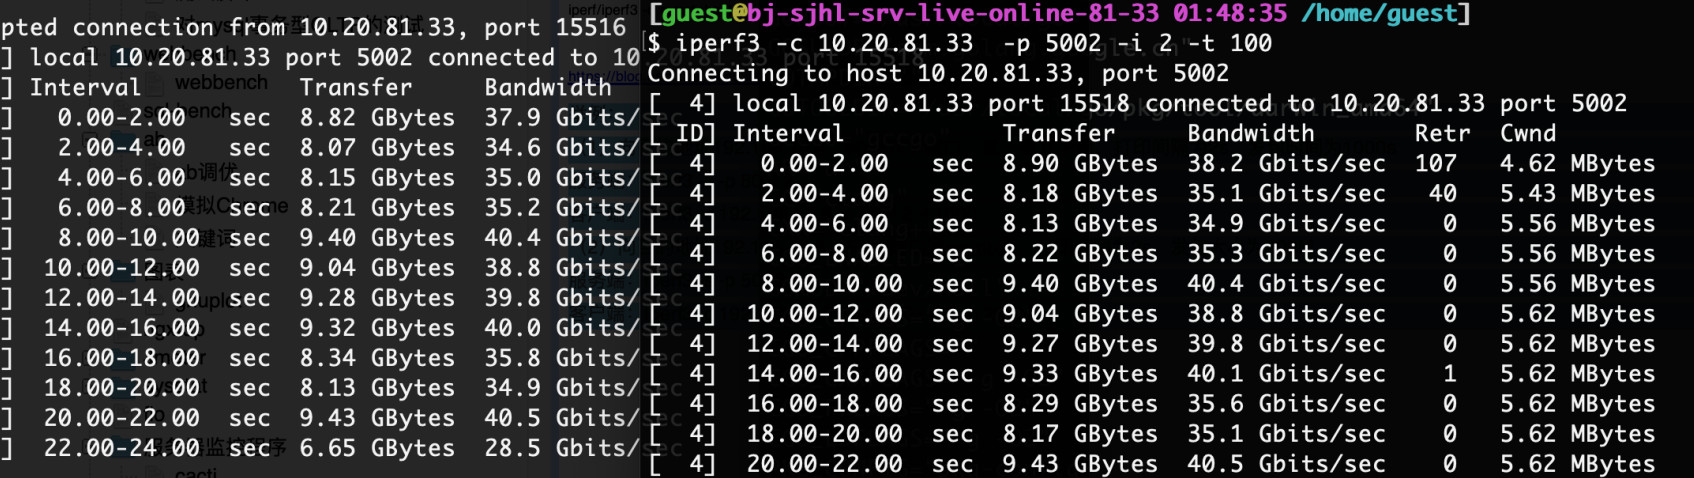 pted connection from 10.20.81.33, port 15516
] local 10.20.81.33 port 5002 connected to 10
] Interval Transfer Bandwidth
] 0.00-2.00 sec 8.82 GBytes 37.9 Gbits/
] 2.00-4.00 sec 8.07 GBytes 34.6 Gbits/
] 4.00-6.00 sec 8.15 GBytes 35.0 Gbits/
] 6.00-8.00 sec 8.21 GBytes 35.2 Gbits/
] 8.00-10.00 sec 9.40 GBytes 40.4 Gbits/
] 10.00-12.00 sec 9.04 GBytes 38.8 Gbits/
] 12.00-14.00 sec 9.28 GBytes 39.8 Gbits/
] 14.00-16.00 sec 9.32 GBytes 40.0 Gbits/
] 16.00-18.00 sec 8.34 GBytes 35.8 Gbits/
] 18.00-20.00 sec 8.13 GBytes 34.9 Gbits/
] 20.00-22.00 sec 9.43 GBytes 40.5 Gbits/
] 22.00-24.00 sec 6.65 GBytes 28.5 Gbits/
[guest@bj-sjhl-srv-live-online-81-33 01:48:35 /home/guest]
$ iperf3 -c 10.20.81.33 -p 5002 -i 2 -t 100
Connecting to host 10.20.81.33, port 5002
[ 4] local 10.20.81.33 port 15518 connected to 10.20.81.33 port 5002
[ ID] Interval Transfer Bandwidth Retr Cwnd
[ 4] 0.00-2.00 sec 8.90 GBytes 38.2 Gbits/sec 107 4.62 MBytes
[ 4] 2.00-4.00 sec 8.18 GBytes 35.1 Gbits/sec 40 5.43 MBytes
[ 4] 4.00-6.00 sec 8.13 GBytes 34.9 Gbits/sec 0 5.56 MBytes
[ 4] 6.00-8.00 sec 8.22 GBytes 35.3 Gbits/sec 0 5.56 MBytes
[ 4] 8.00-10.00 sec 9.40 GBytes 40.4 Gbits/sec 0 5.56 MBytes
[ 4] 10.00-12.00 sec 9.04 GBytes 38.8 Gbits/sec 0 5.62 MBytes
[ 4] 12.00-14.00 sec 9.27 GBytes 39.8 Gbits/sec 0 5.62 MBytes
[ 4] 14.00-16.00 sec 9.33 GBytes 40.1 Gbits/sec 1 5.62 MBytes
[ 4] 16.00-18.00 sec 8.29 GBytes 35.6 Gbits/sec 0 5.62 MBytes
[ 4] 18.00-20.00 sec 8.17 GBytes 35.1 Gbits/sec 0 5.62 MBytes
[ 4] 20.00-22.00 sec 9.43 GBytes 40.5 Gbits/sec 0 5.62 MBytes
webbench
cacti